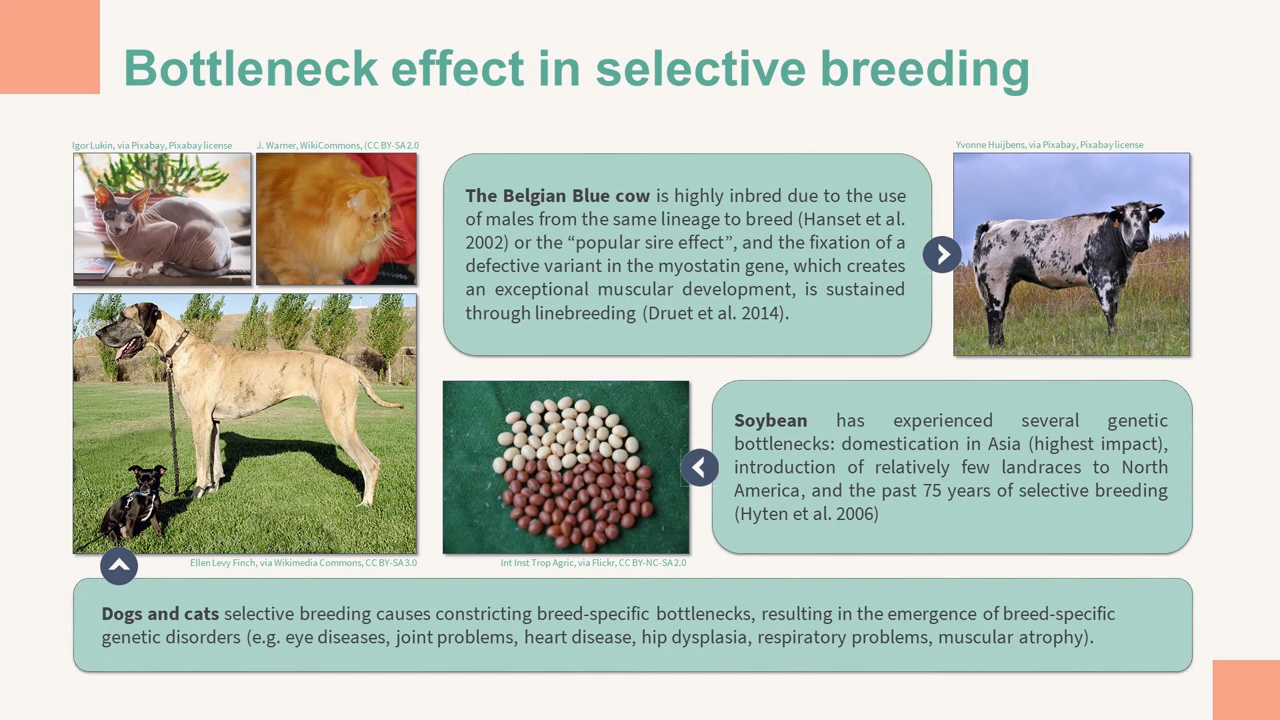 Bottleneck effect in selective breeding
Igor Lukin, via Pixabay, Pixabay license
J. Warner, WikiCommons, (CC BY-SA 2.0
Yvonne Huijbens, via Pixabay, Pixabay license
The Belgian Blue cow is highly inbred due to the use
of males from the same lineage to breed (Hanset et al.
2002) or the “popular sire effect”, and the fixation of a
defective variant in the myostatin gene, which creates
an exceptional muscular development, is sustained
through linebreeding (Druet et al. 2014).
Soybean has experienced several genetic
bottlenecks: domestication in Asia (highest impact),
introduction of relatively few landraces to North
America, and the past 75 years of selective breeding
(Hyten et al. 2006)
Ellen Levy Finch, via Wikimedia Commons, CC BY-SA 3.0
Int Inst Trop Agric, via Flickr, CC BY-NC-SA 2.0
Dogs and cats selective breeding causes constricting breed-specific bottlenecks, resulting in the emergence of breed-specific
genetic disorders (e.g. eye diseases, joint problems, heart disease, hip dysplasia, respiratory problems, muscular atrophy).